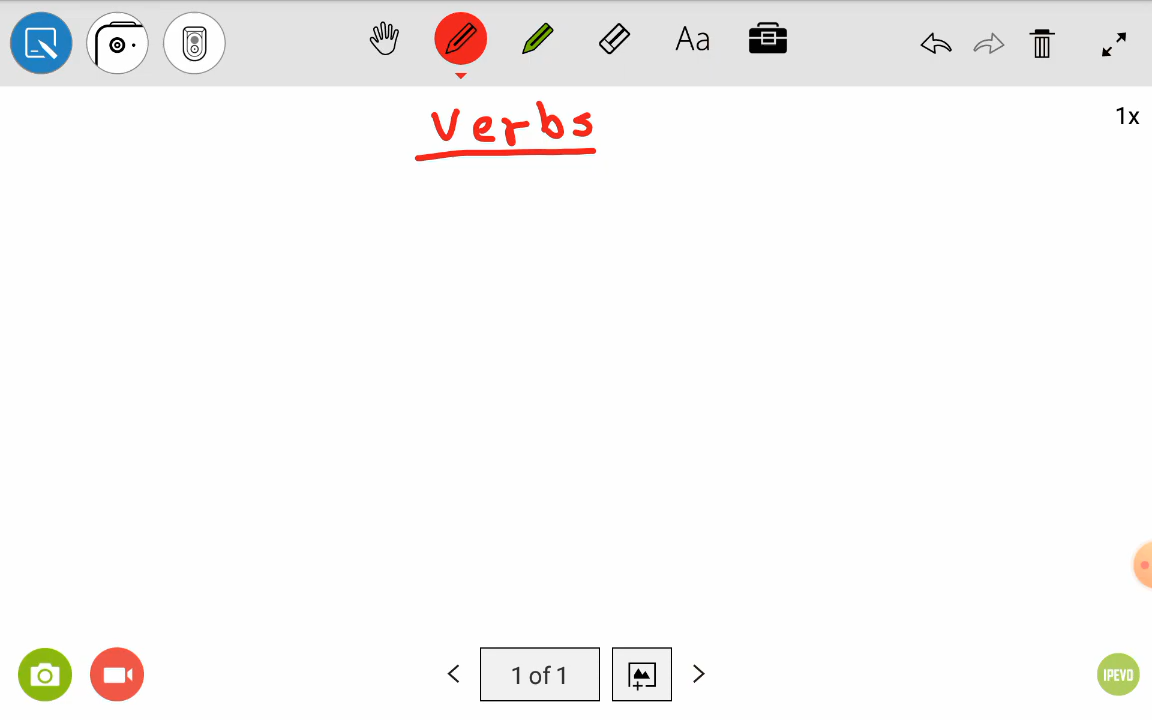 Aa
verbs
1x
1 of 1
IPEVO